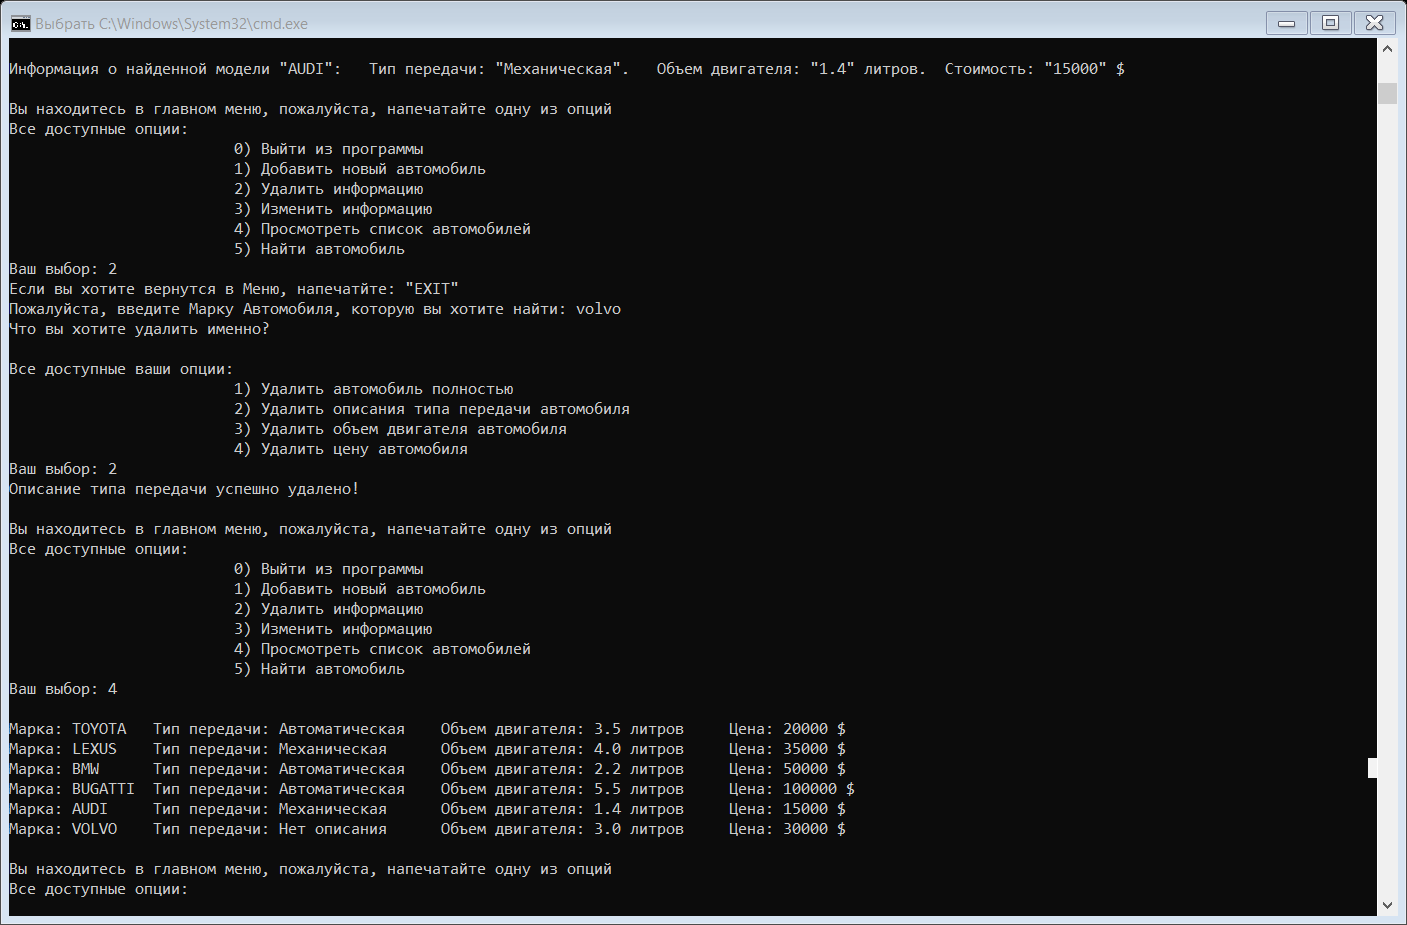 Выбрать C:\Windows\System32\cmd.exe
Информация о найденной модели "AUDI":   Тип передачи: "Механическая".   Объем двигателя: "1.4" литров.  Стоимость: "15000" $
Вы находитесь в главном меню, пожалуйста, напечатайте одну из опций
Все доступные опции:
0) Выйти из программы
1) Добавить новый автомобиль
2) Удалить информацию
3) Изменить информацию
4) Просмотреть список автомобилей
5) Найти автомобиль
Ваш выбор: 2
Если вы хотите вернутся в Меню, напечатйте: "EXIT"
Пожалуйста, введите Марку Автомобиля, которую вы хотите найти: volvo
Что вы хотите удалить именно?
Все доступные ваши опции:
1) Удалить автомобиль полностью
2) Удалить описания типа передачи автомобиля
3) Удалить объем двигателя автомобиля
4) Удалить цену автомобиля
Ваш выбор: 2
Описание типа передачи успешно удалено!
Вы находитесь в главном меню, пожалуйста, напечатайте одну из опций
Все доступные опции:
0) Выйти из программы
1) Добавить новый автомобиль
2) Удалить информацию
3) Изменить информацию
4) Просмотреть список автомобилей
5) Найти автомобиль
Ваш выбор: 4
Марка: TOYOTA   Тип передачи: Автоматическая    Объем двигателя: 3.5 литров     Цена: 20000 $
Марка: LEXUS    Тип передачи: Механическая      Объем двигателя: 4.0 литров     Цена: 35000 $
Марка: BMW      Тип передачи: Автоматическая    Объем двигателя: 2.2 литров     Цена: 50000 $
Марка: BUGATTI  Тип передачи: Автоматическая    Объем двигателя: 5.5 литров     Цена: 100000 $
Марка: AUDI     Тип передачи: Механическая      Объем двигателя: 1.4 литров     Цена: 15000 $
Марка: VOLVO    Тип передачи: Нет описания      Объем двигателя: 3.0 литров     Цена: 30000 $
Вы находитесь в главном меню, пожалуйста, напечатайте одну из опций
Все доступные опции: